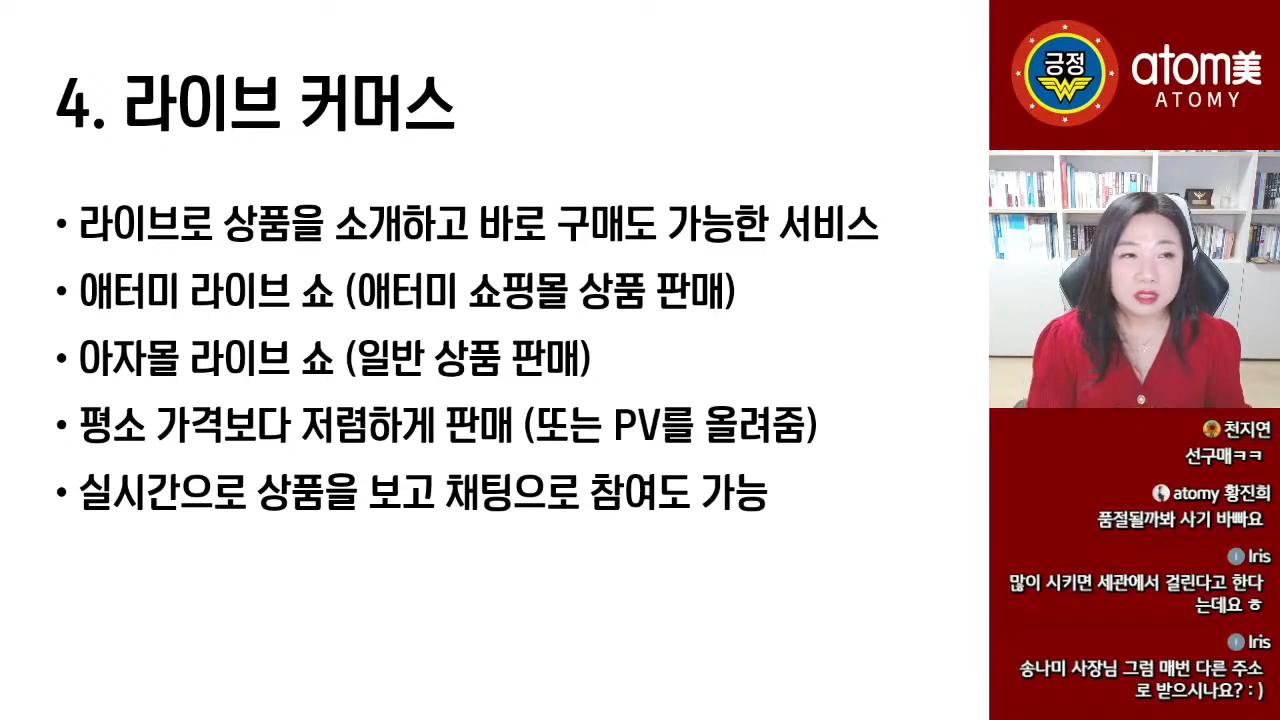 4. 라이브 커머스
• 라이브로 상품을 소개하고 바로 구매도 가능한 서비스
• 애터미 라이브 쇼 (애터미 쇼핑몰 상품 판매)
• 아자몰 라이브 쇼 (일반 상품 판매)
• 평소 가격보다 저렴하게 판매 (또는 PV를 올려줌)
• 실시간으로 상품을 보고 채팅으로 참여도 가능
긍정
atom美
ATOMY
천지연
선구매ㅋㅋ
atomy 황진희
품절될까봐 사기 바빠요
Iris
많이 시키면 세관에서 걸린다고 한다
는데요 ㅎ
Iris
송나미 사장님 그럼 매번 다른 주소
로 받으시나요? : )